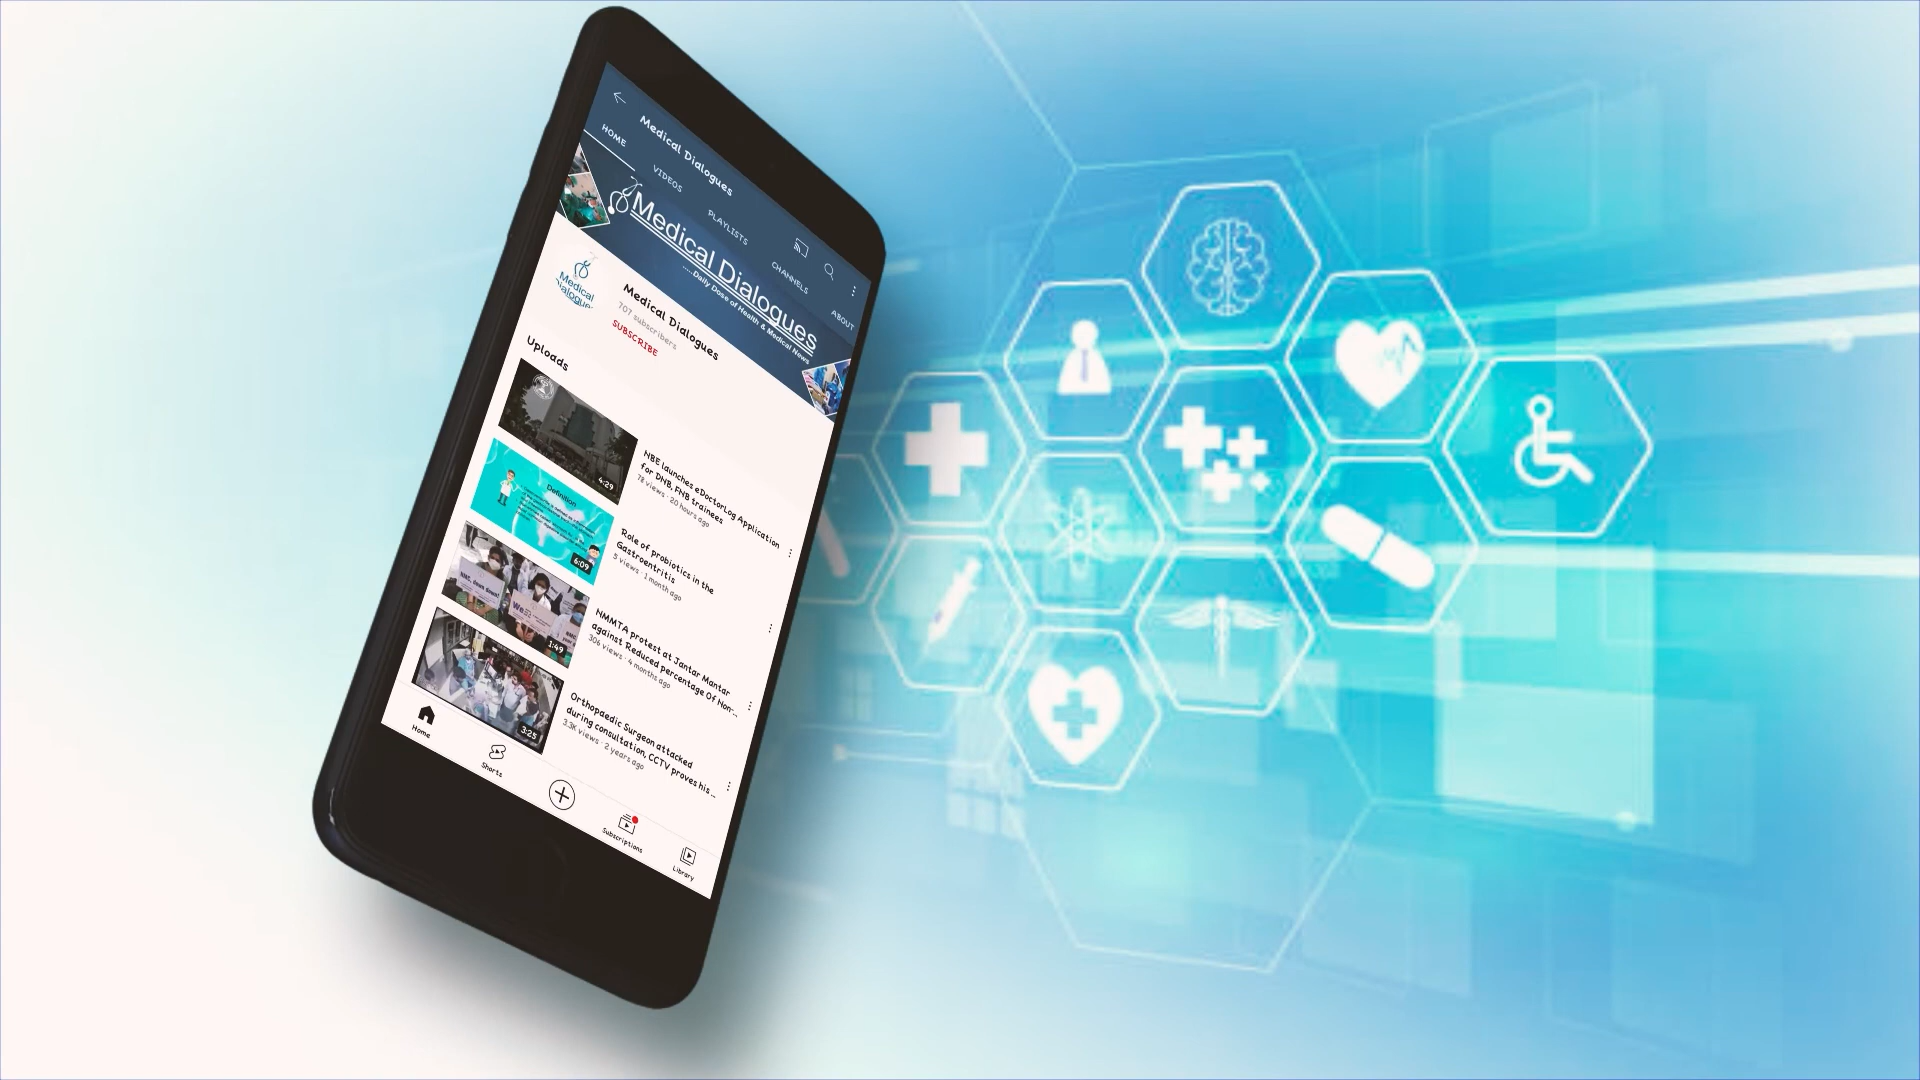 Medical Dialogues
HOME
VIDEOS
PLAYLISTS
CHANNELS
ABOUT
Medical Dialogues
.....Daily Dose of Health & Medical News
Medical
Dialogues
Medical Dialogues
707 subscribers
SUBSCRIBE
Uploads
4:29
NBE launches eDoctorLog Application
for DNB, FNB trainees
78 views · 20 hours ago
Definition
6:09
Role of probiotics in the
Gastroentritis
5 views · 1 month ago
1:49
NMMTA protest at Jantar Mantar
against 'Reduced percentage Of Non-...
306 views · 4 months ago
3:25
Orthopaedic Surgeon attacked
during consultation, CCTV proves his ...
3.3K views · 2 years ago
Home
Shorts
Subscriptions
Library